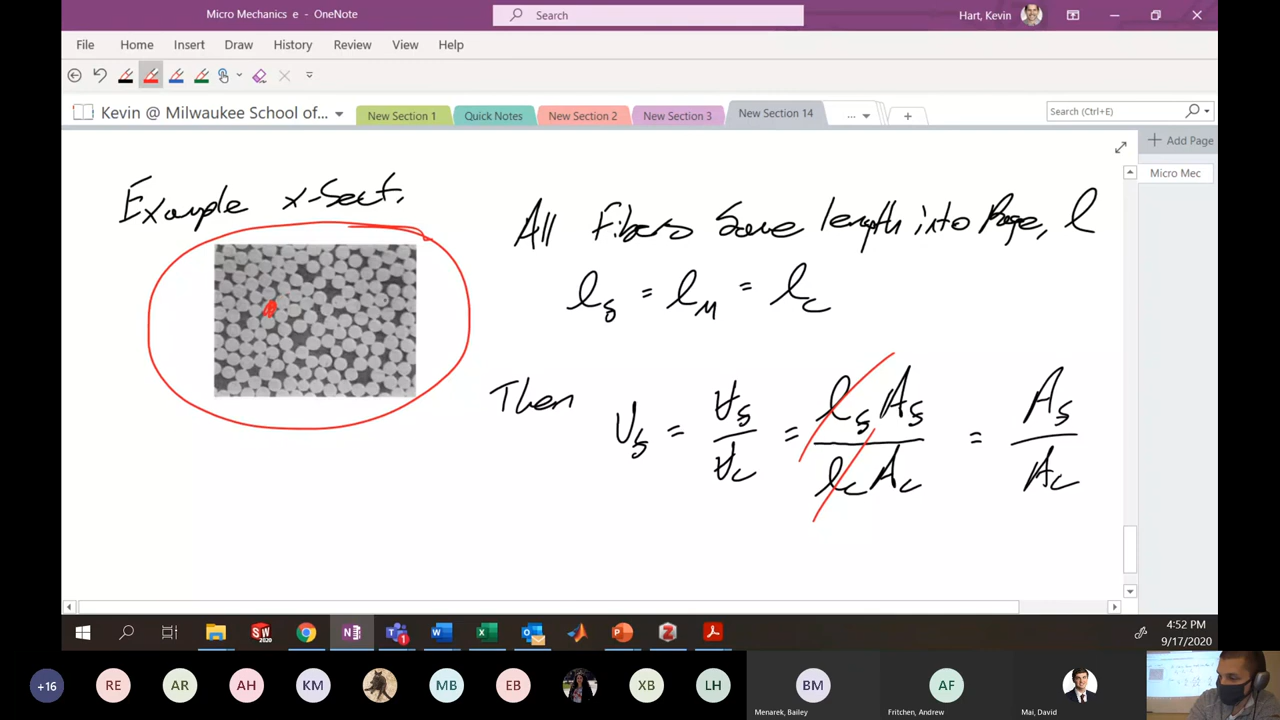 Micro Mechanics e - OneNote
Search
Hart, Kevin
File Home Insert Draw History Review View Help
Kevin @ Milwaukee School of...
New Section 1
Quick Notes
New Section 2
New Section 3
New Section 14
...
Search (Ctrl+E)
Add Page
Micro Mec
Example x-Sect.
All Fibers Same length into Page, l
l_f = l_M = l_c
Then v_f = V_f / V_c = l_f A_f / l_c A_c = A_f / A_c
4:52 PM
9/17/2020
+16 RE AR AH KM MB EB XB LH BM AF
Menarek, Bailey
Fritchen, Andrew
Mai, David